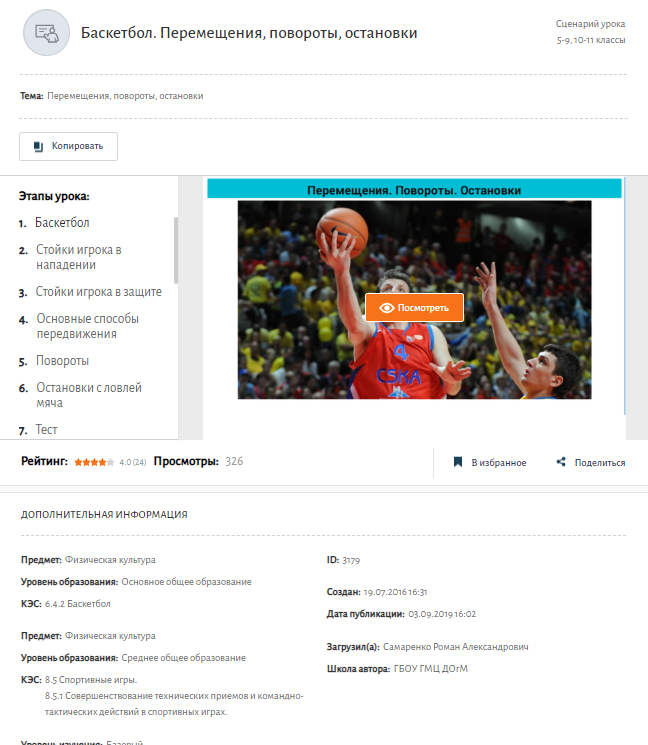 Баскетбол. Перемещения, повороты, остановки
Сценарий урока
5-9, 10-11 классы
Тема: Перемещения, повороты, остановки
Копировать
Этапы урока:
1. Баскетбол
2. Стойки игрока в
нападении
3. Стойки игрока в защите
4. Основные способы
передвижения
5. Повороты
6. Остановки с ловлей
мяча
7. Тест
Перемещения. Повороты. Остановки
Посмотреть
4
CSKA
Рейтинг: 4.0 (24) Просмотры: 326
В избранное
Поделиться
ДОПОЛНИТЕЛЬНАЯ ИНФОРМАЦИЯ
Предмет: Физическая культура
Уровень образования: Основное общее образование
КЭС: 6.4.2 Баскетбол
Предмет: Физическая культура
Уровень образования: Среднее общее образование
КЭС: 8.5 Спортивные игры.
8.5.1 Совершенствование технических приемов и командно-
тактических действий в спортивных играх.
Уровень изучения: Базовый
ID: 3179
Создан: 19.07.2016 16:31
Дата публикации: 03.09.2019 16:02
Загрузил(а): Самаренко Роман Александрович
Школа автора: ГБОУ ГМЦ ДОгМ